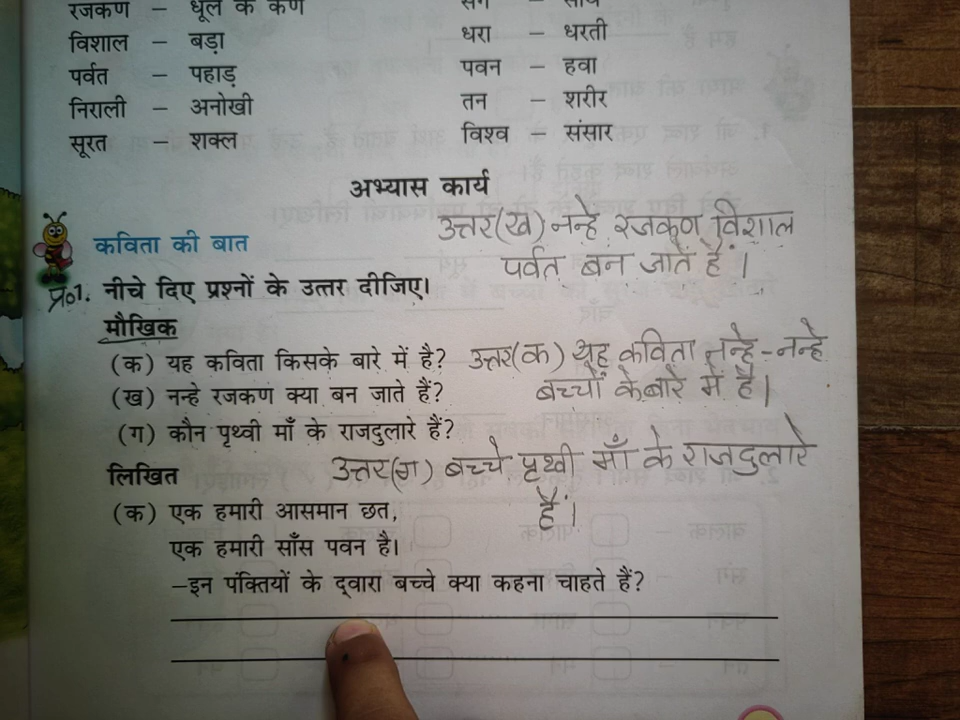 रजकण – धूल के कण
विशाल – बड़ा
पर्वत – पहाड़
निराली – अनोखी
सूरत – शक्ल
संग – साथ
धरा – धरती
पवन – हवा
तन – शरीर
विश्व – संसार
अभ्यास कार्य
कविता की बात
उत्तर(ख) नन्हे रजकण विशाल
पर्वत बन जाते हैं।
प्र०1. नीचे दिए प्रश्नों के उत्तर दीजिए।
मौखिक
(क) यह कविता किसके बारे में है?
उत्तर(क) यह कविता नन्हे-नन्हे
बच्चों के बारे में है।
(ख) नन्हे रजकण क्या बन जाते हैं?
(ग) कौन पृथ्वी माँ के राजदुलारे हैं?
उत्तर(ग) बच्चे पृथ्वी माँ के राजदुलारे
हैं।
लिखित
(क) एक हमारी आसमान छत,
एक हमारी साँस पवन है।
–इन पंक्तियों के द्वारा बच्चे क्या कहना चाहते हैं?